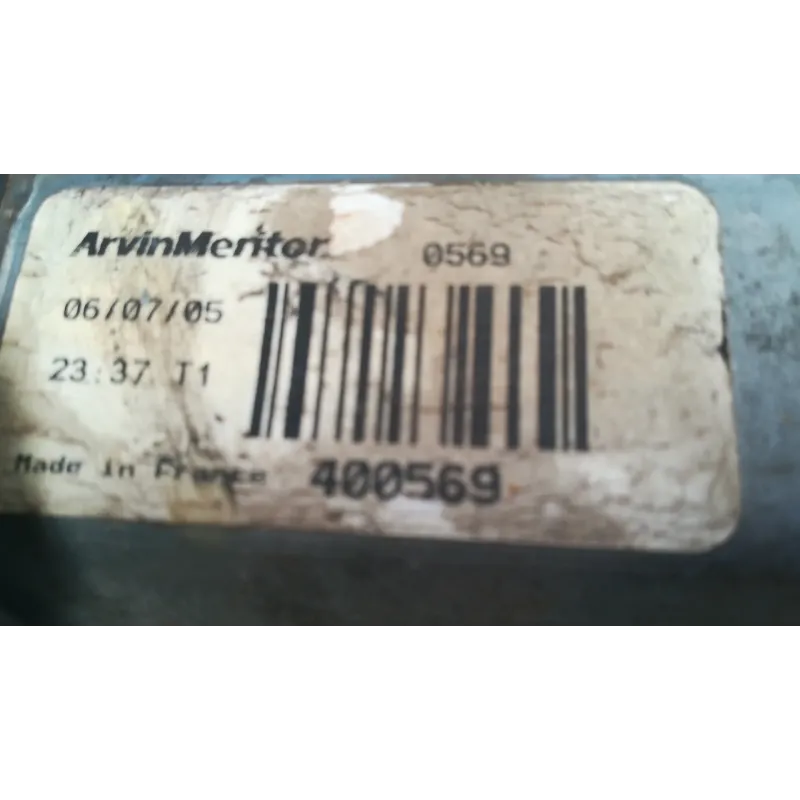 ArvinMeritor 0569
06/07/05
23:37 T1
Made in France 400569